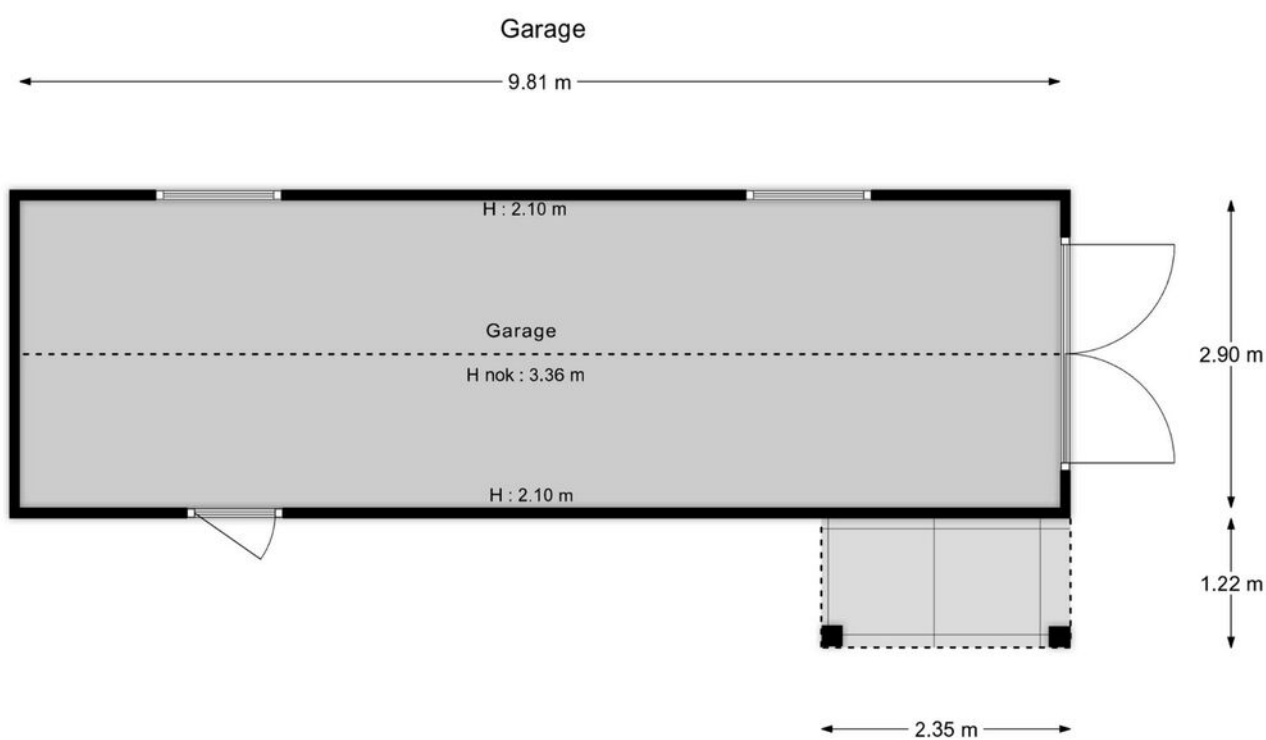 Garage
9.81 m
H : 2.10 m
Garage
2.90 m
H nok : 3.36 m
H : 2.10 m
1.22 m
2.35 m